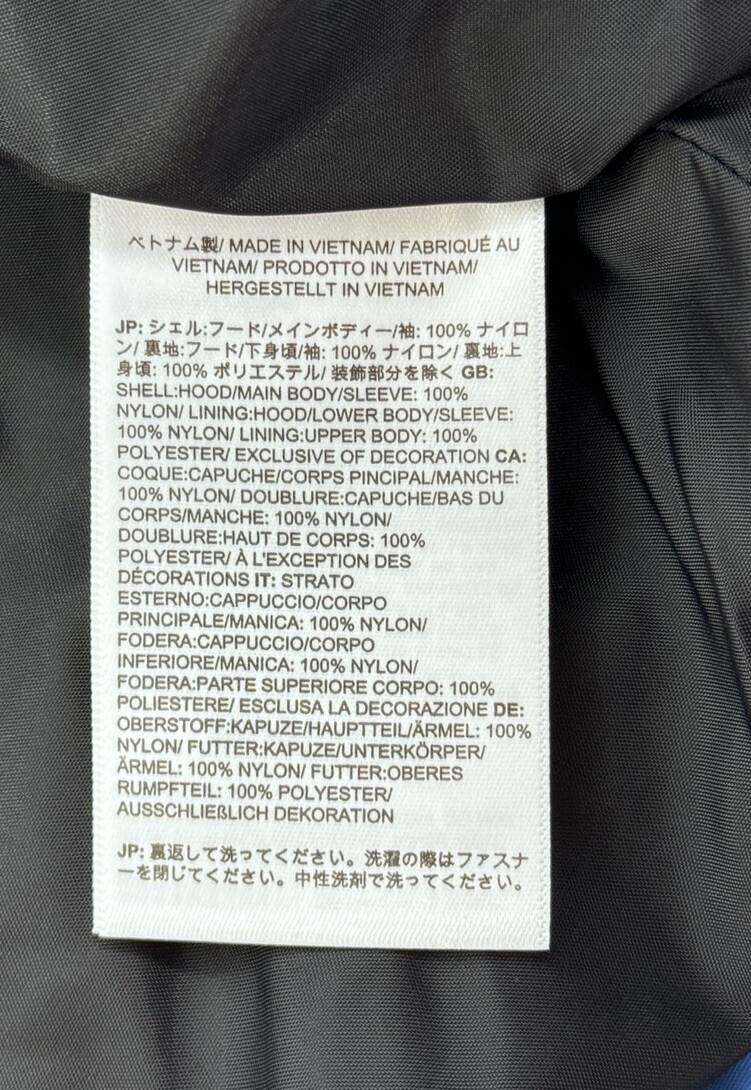 ベトナム製/ MADE IN VIETNAM/ FABRIQUÉ AU
VIETNAM/ PRODOTTO IN VIETNAM/
HERGESTELLT IN VIETNAM
JP: シェル:フード/メインボディー/袖: 100% ナイロ
ン/ 裏地:フード/下身頃/袖: 100% ナイロン/ 裏地:上
身頃: 100% ポリエステル/ 装飾部分を除く GB:
SHELL:HOOD/MAIN BODY/SLEEVE: 100%
NYLON/ LINING:HOOD/LOWER BODY/SLEEVE:
100% NYLON/ LINING:UPPER BODY: 100%
POLYESTER/ EXCLUSIVE OF DECORATION CA:
COQUE:CAPUCHE/CORPS PINCIPAL/MANCHE:
100% NYLON/ DOUBLURE:CAPUCHE/BAS DU
CORPS/MANCHE: 100% NYLON/
DOUBLURE:HAUT DE CORPS: 100%
POLYESTER/ À L'EXCEPTION DES
DÉCORATIONS IT: STRATO
ESTERNO:CAPPUCCIO/CORPO
PRINCIPALE/MANICA: 100% NYLON/
FODERA:CAPPUCCIO/CORPO
INFERIORE/MANICA: 100% NYLON/
FODERA:PARTE SUPERIORE CORPO: 100%
POLIESTERE/ ESCLUSA LA DECORAZIONE DE:
OBERSTOFF:KAPUZE/HAUPTTEIL/ÄRMEL: 100%
NYLON/ FUTTER:KAPUZE/UNTERKÖRPER/
ÄRMEL: 100% NYLON/ FUTTER:OBERES
RUMPFTEIL: 100% POLYESTER/
AUSSCHLIEßLICH DEKORATION
JP: 裏返して洗ってください。洗濯の際はファスナ
ーを閉じてください。中性洗剤で洗ってください。